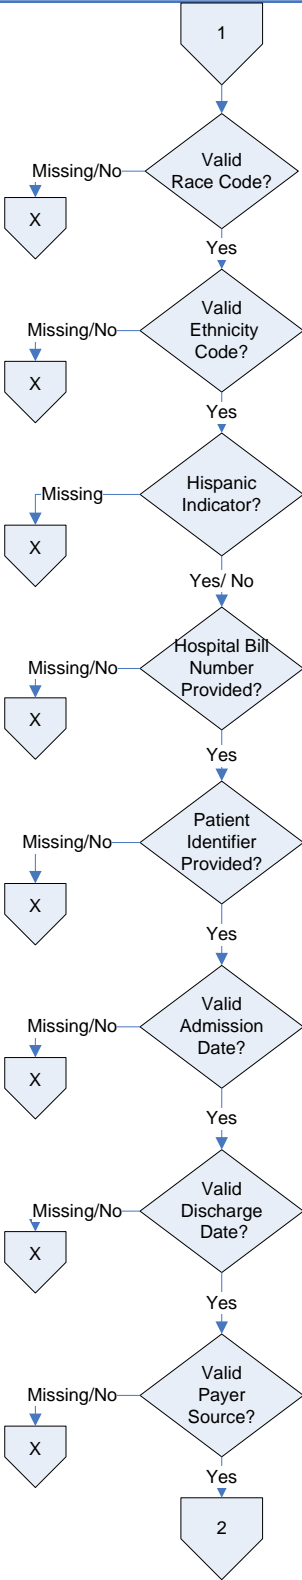 1
Valid
Race Code?
Missing/No
X
Yes
Valid
Ethnicity
Code?
Missing/No
X
Yes
Hispanic
Indicator?
Missing
X
Yes/ No
Hospital Bill
Number
Provided?
Missing/No
X
Yes
Patient
Identifier
Provided?
Missing/No
X
Yes
Valid
Admission
Date?
Missing/No
X
Yes
Valid
Discharge
Date?
Missing/No
X
Yes
Valid
Payer
Source?
Missing/No
X
Yes
2